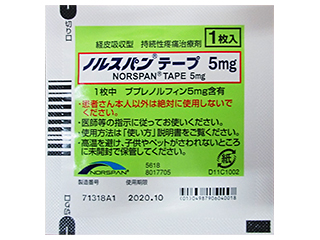 経皮吸収型 持続性疼痛治療剤
1枚入
ノルスパン®テープ 5mg
NORSPAN® TAPE 5mg
1枚中 ブプレノルフィン5mg含有
・患者さん本人以外は絶対に使用しないで
ください。
・医師等の指示に従ってお使いください。
・使用方法は「使い方」説明書をご覧ください。
・高温を避け、子供やペットがさわれないところ
に未開封で保管してください。
紙
NORSPAN
5618
8017705
D11C1002
製造番号
使用期限
71318A1
2020.10
(01)04987906040018